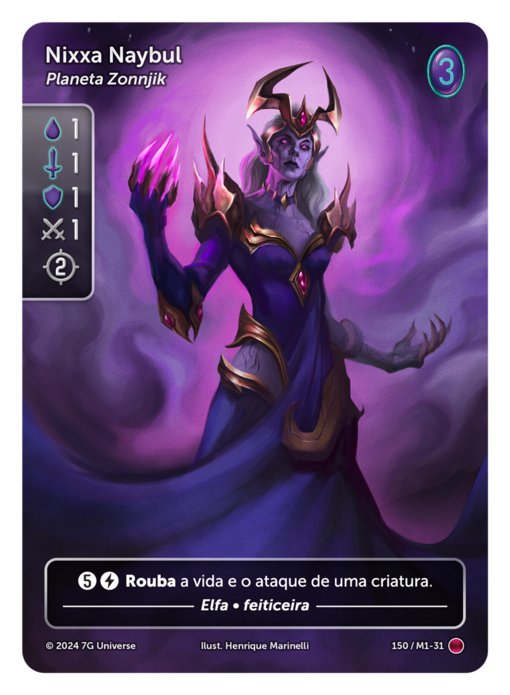 Nixxa Naybul
Planeta Zonnjik
3
1
1
1
1
2
5 Rouba a vida e o ataque de uma criatura.
Elfa • feiticeira
© 2024 7G Universe
Ilust. Henrique Marinelli
150 / M1-31